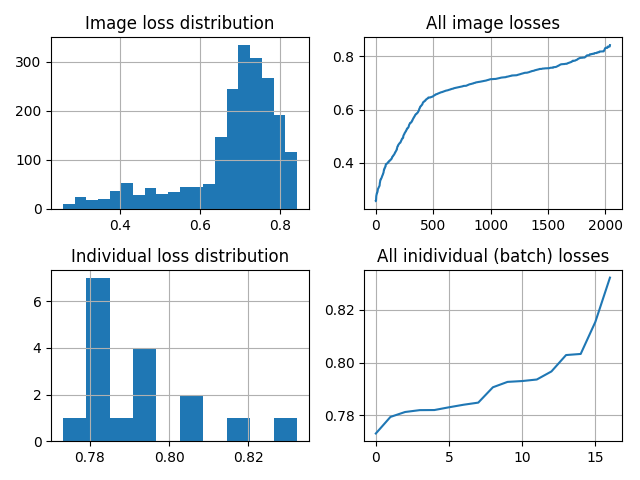 Image loss distribution
300
200
100
0
0.4 0.6 0.8
All image losses
0.8
0.6
0.4
0 500 1000 1500 2000
Individual loss distribution
6
4
2
0
0.78 0.80 0.82
All inidividual (batch) losses
0.82
0.80
0.78
0 5 10 15